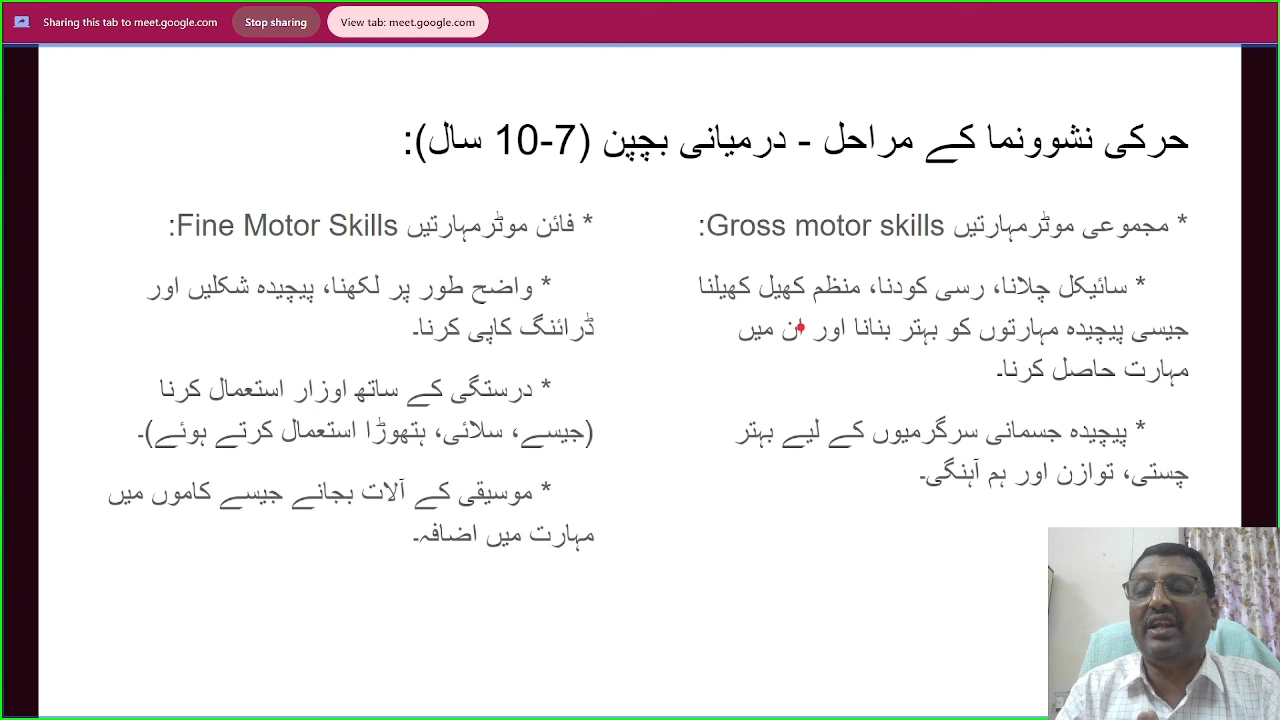 Sharing this tab to meet.google.com
Stop sharing
View tab: meet.google.com
حرکی نشوونما کے مراحل - درمیانی بچپن (7-10 سال):
* مجموعی موٹرمہارتیں Gross motor skills:
* سائیکل چلانا، رسی کودنا، منظم کھیل کھیلنا
جیسی پیچیدہ مہارتوں کو بہتر بنانا اور ان میں
مہارت حاصل کرنا۔
* پیچیدہ جسمانی سرگرمیوں کے لیے بہتر
چستی، توازن اور ہم آہنگی۔
* فائن موٹرمہارتیں Fine Motor Skills:
* واضح طور پر لکھنا، پیچیدہ شکلیں اور
ڈرائنگ کاپی کرنا۔
* درستگی کے ساتھ اوزار استعمال کرنا
(جیسے، سلائی، ہتھوڑا استعمال کرتے ہوئے)۔
* موسیقی کے آلات بجانے جیسے کاموں میں
مہارت میں اضافہ۔